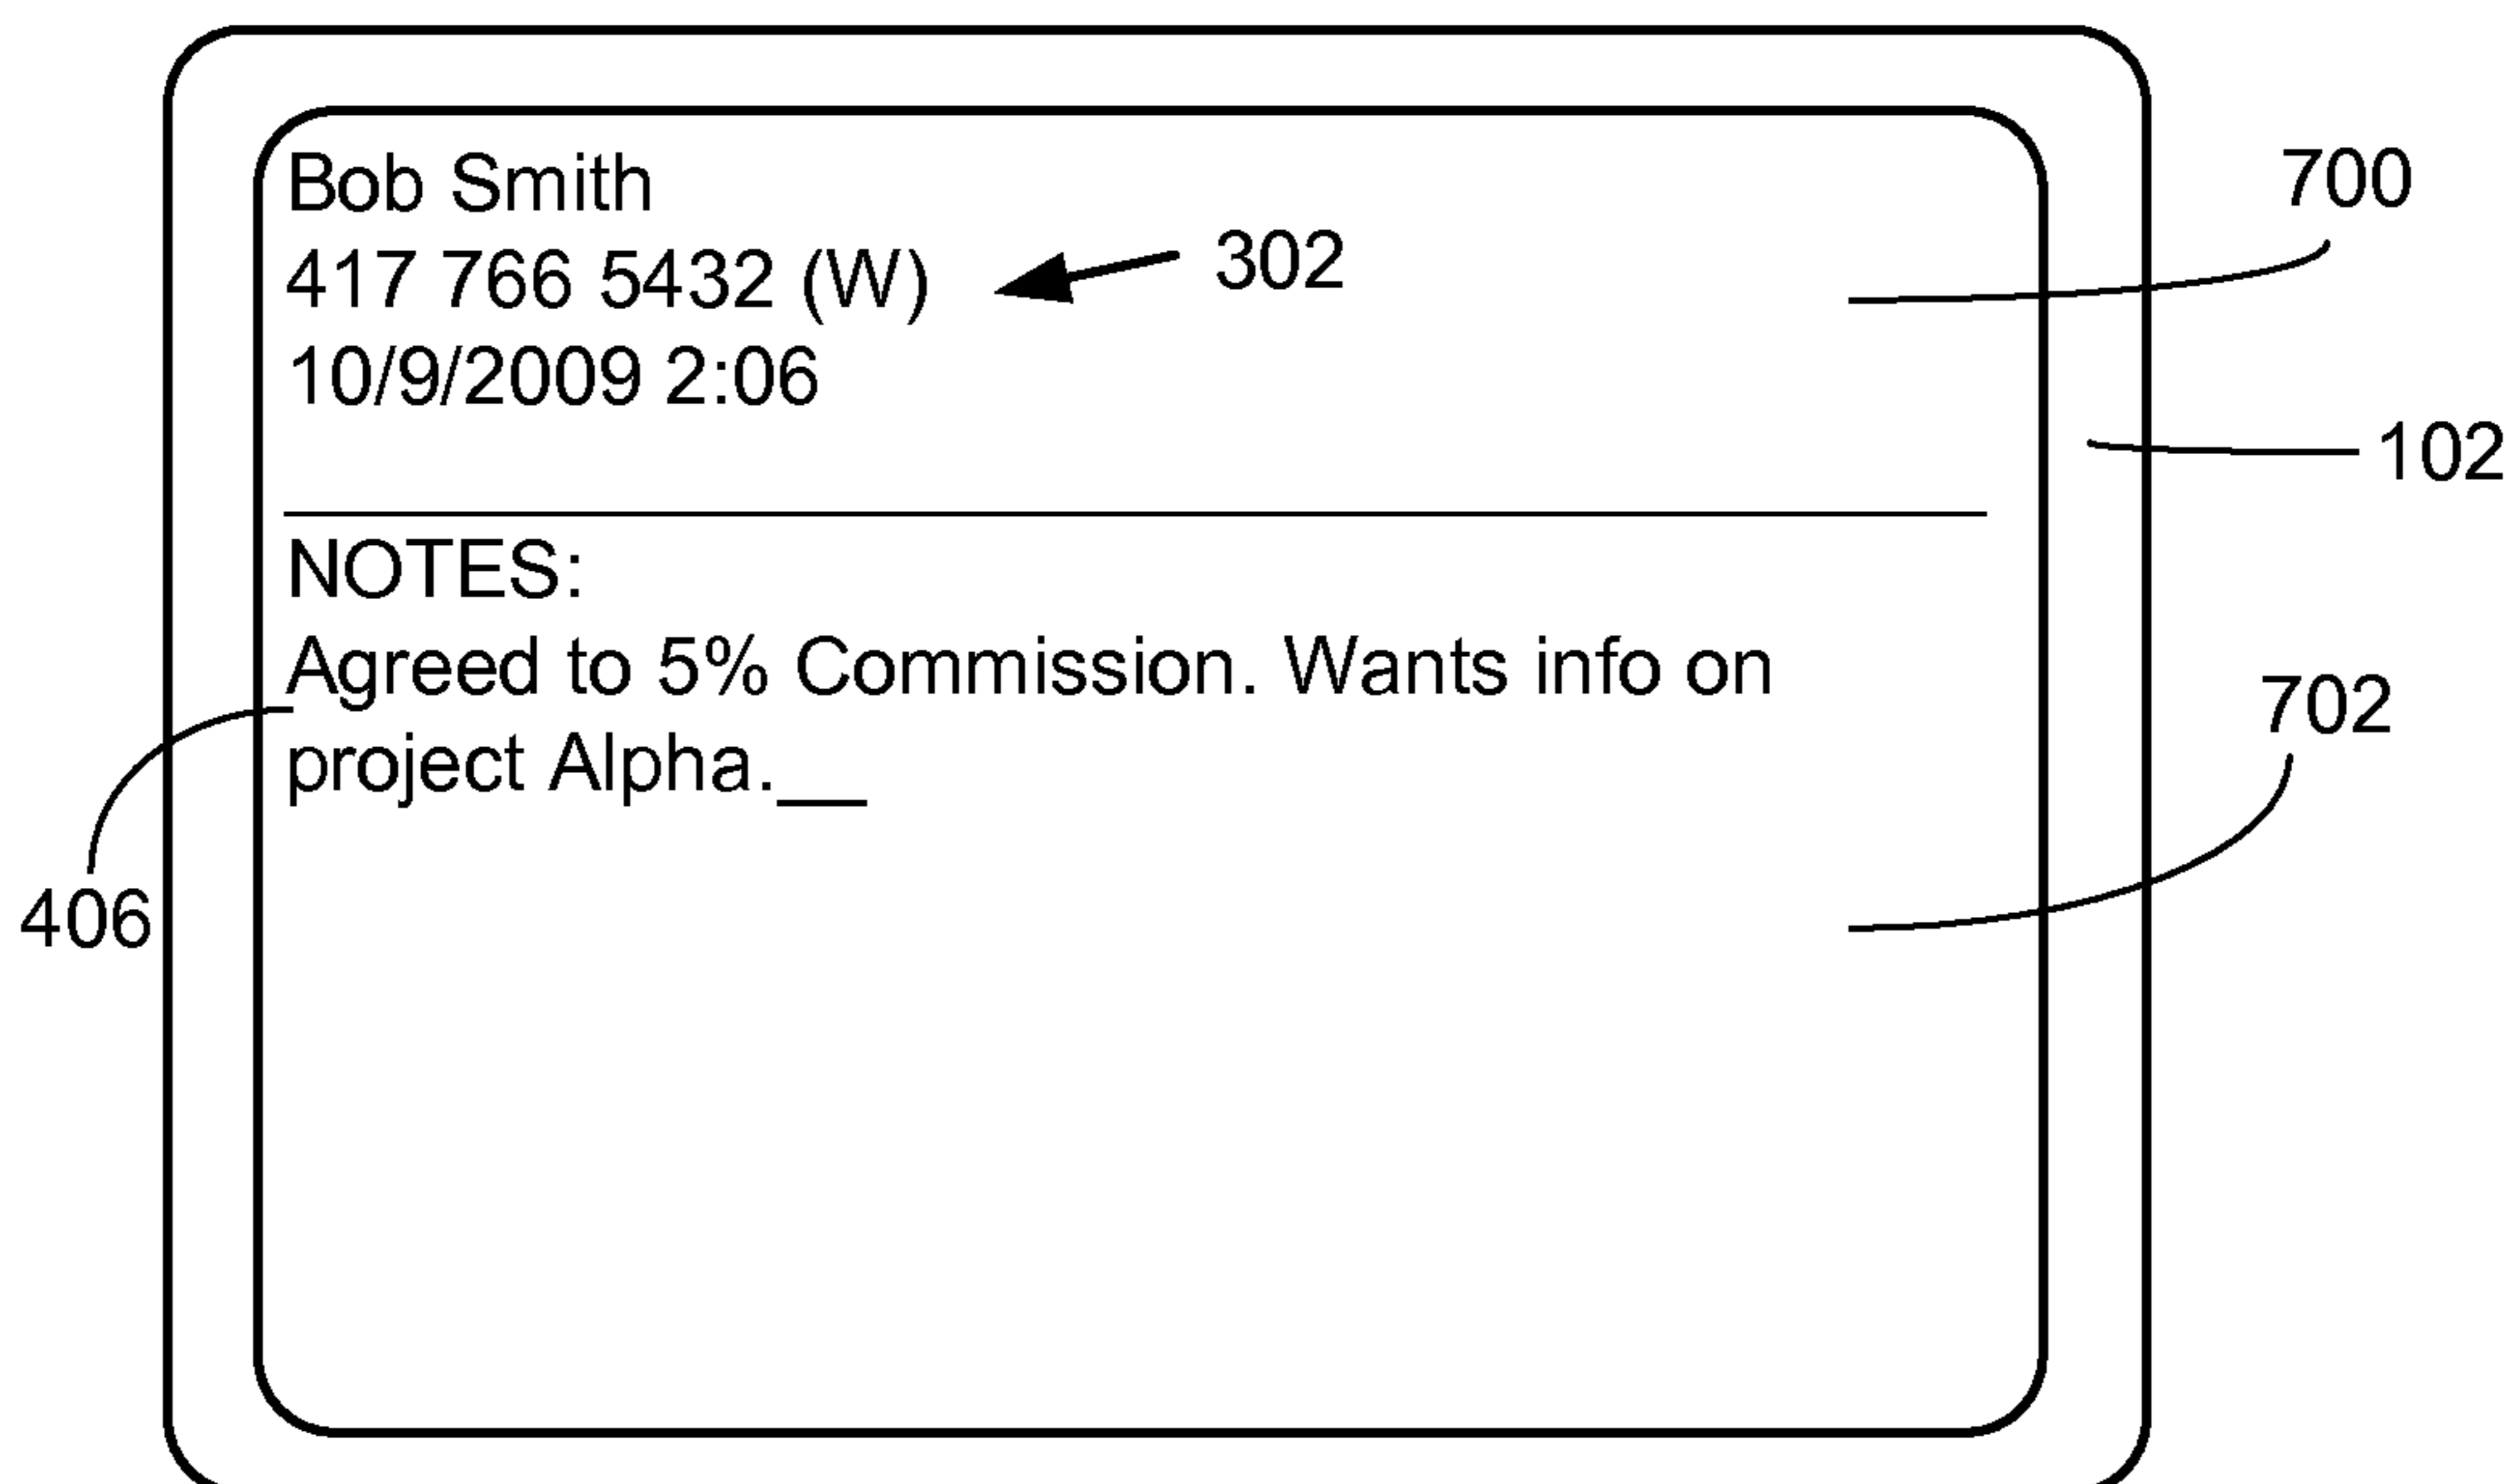 Bob Smith
700
417 766 5432 (W)
302
10/9/2009 2:06
102
NOTES:
Agreed to 5% Commission. Wants info on
702
project Alpha.__
406